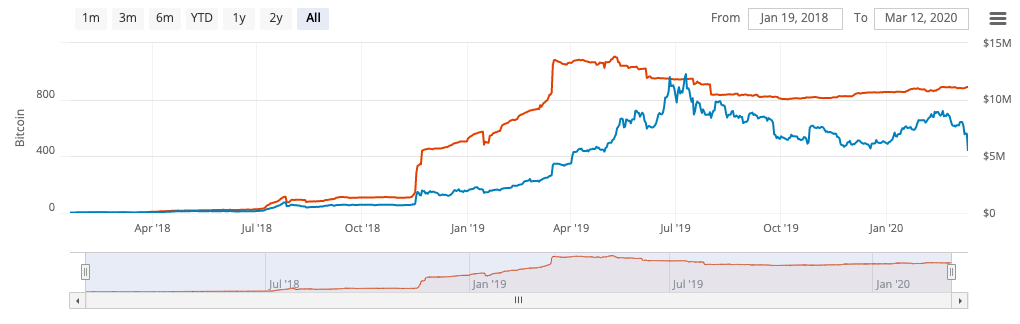 1m 3m 6m YTD 1y 2y All From Jan 19, 2018 To Mar 12, 2020
$15M
800 $10M
Bitcoin
400 $5M
0 $0
Apr '18 Jul '18 Oct '18 Jan '19 Apr '19 Jul '19 Oct '19 Jan '20
Jul '18 Jan '19 Jul '19 Jan '20